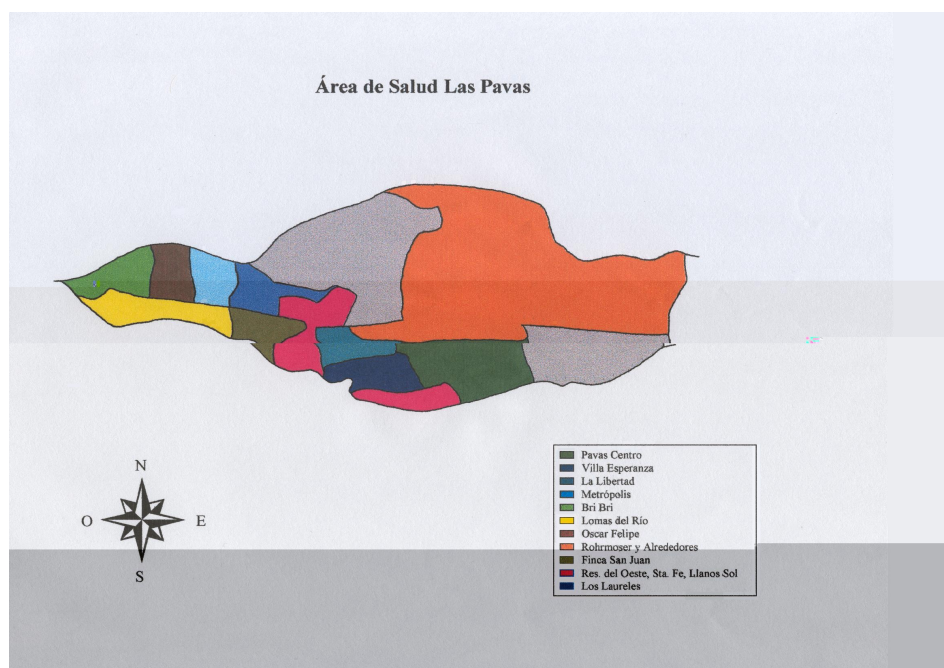 Área de Salud Las Pavas
N
O
E
S
Pavas Centro
Villa Esperanza
La Libertad
Metrópolis
Bri Bri
Lomas del Río
Oscar Felipe
Rohrmoser y Alrededores
Finca San Juan
Res. del Oeste, Sta. Fe, Llanos Sol
Los Laureles